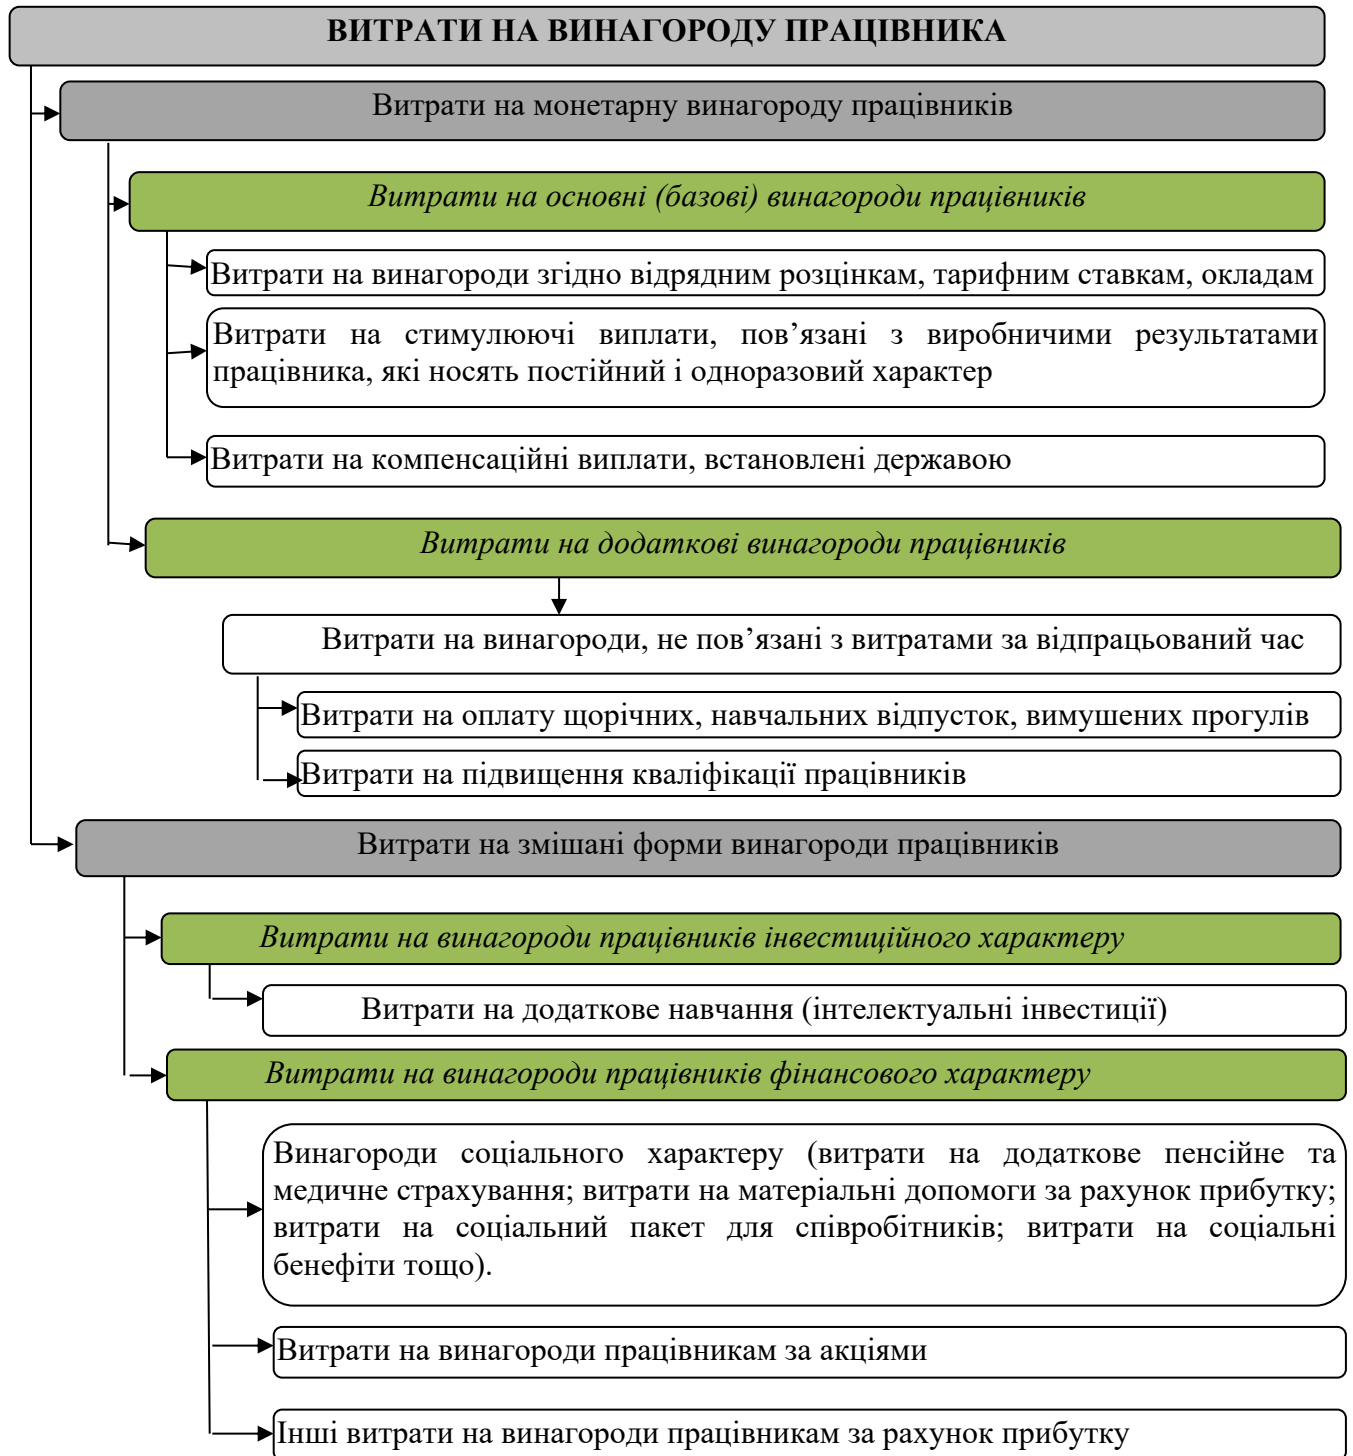 ВИТРАТИ НА ВИНАГОРОДУ ПРАЦІВНИКА
Витрати на монетарну винагороду працівників
Витрати на основні (базові) винагороди працівників
Витрати на винагороди згідно відрядним розцінкам, тарифним ставкам, окладам
Витрати на стимулюючі виплати, пов’язані з виробничими результатами
працівника, які носять постійний і одноразовий характер
Витрати на компенсаційні виплати, встановлені державою
Витрати на додаткові винагороди працівників
Витрати на винагороди, не пов’язані з витратами за відпрацьований час
Витрати на оплату щорічних, навчальних відпусток, вимушених прогулів
Витрати на підвищення кваліфікації працівників
Витрати на змішані форми винагороди працівників
Витрати на винагороди працівників інвестиційного характеру
Витрати на додаткове навчання (інтелектуальні інвестиції)
Витрати на винагороди працівників фінансового характеру
Винагороди соціального характеру (витрати на додаткове пенсійне та
медичне страхування; витрати на матеріальні допомоги за рахунок прибутку;
витрати на соціальний пакет для співробітників; витрати на соціальні
бенефіти тощо).
Витрати на винагороди працівникам за акціями
Інші витрати на винагороди працівникам за рахунок прибутку